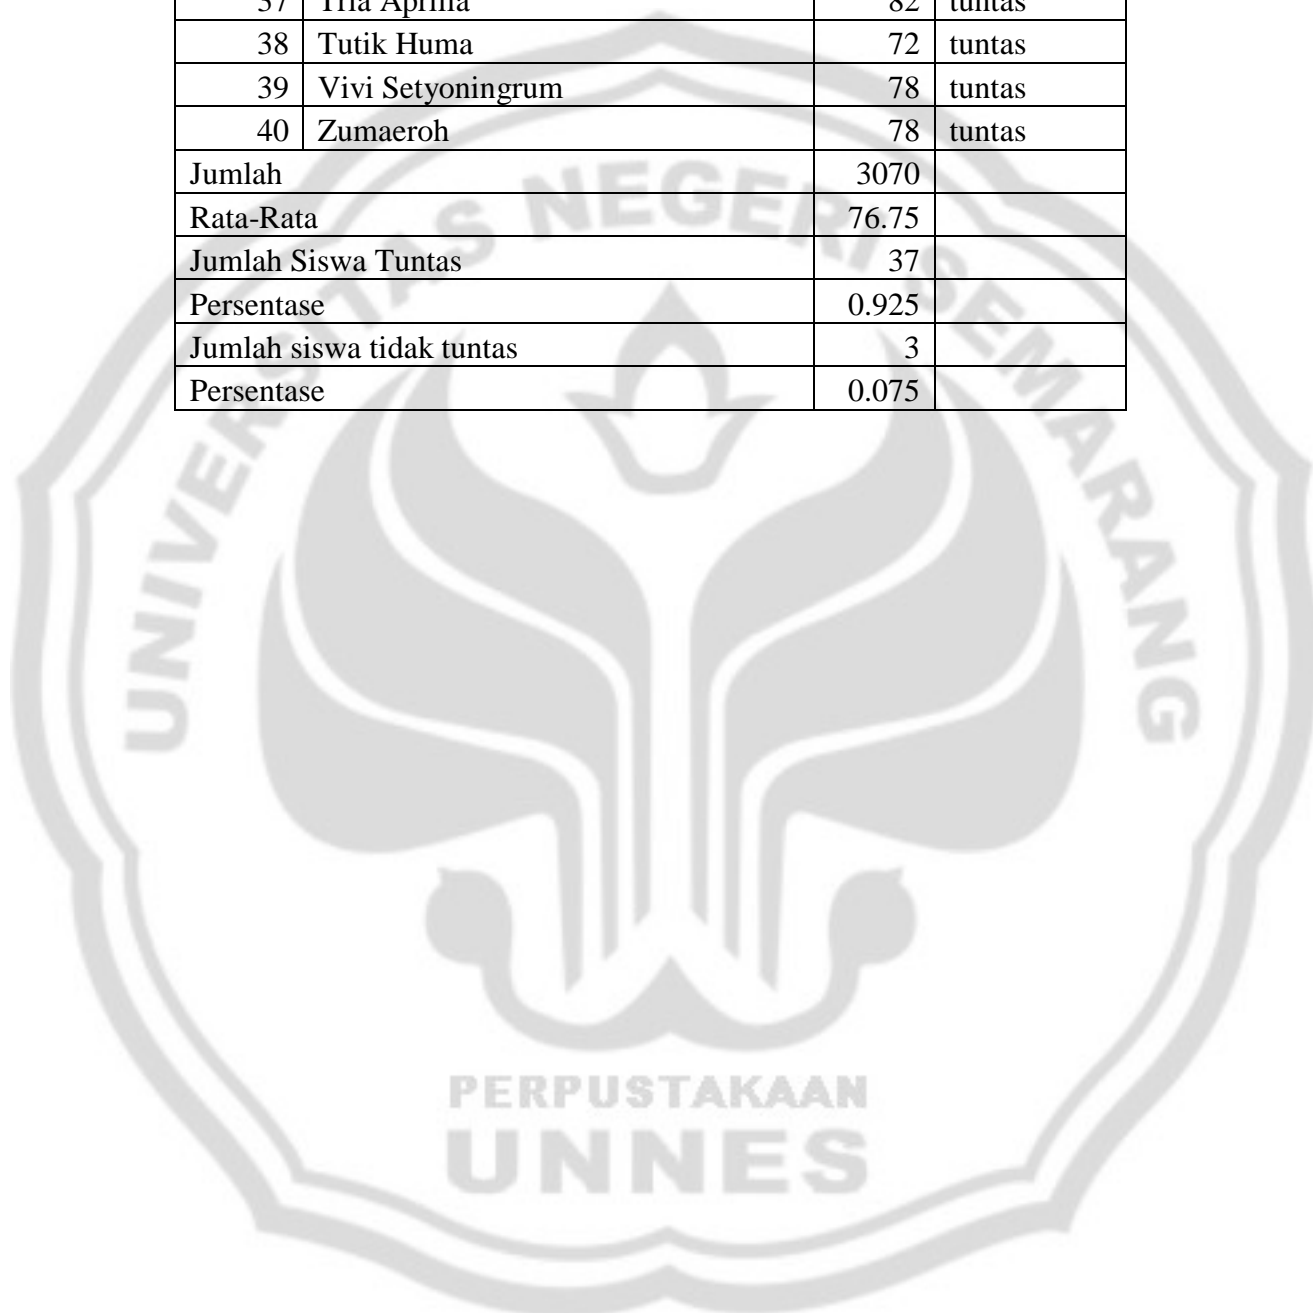 37 Tria Aprilia 82 tuntas
38 Tutik Huma 72 tuntas
39 Vivi Setyoningrum 78 tuntas
40 Zumaeroh 78 tuntas
Jumlah 3070
Rata-Rata 76.75
Jumlah Siswa Tuntas 37
Persentase 0.925
Jumlah siswa tidak tuntas 3
Persentase 0.075
UNIVERSITAS NEGERI SEMARANG
PERPUSTAKAAN
UNNES